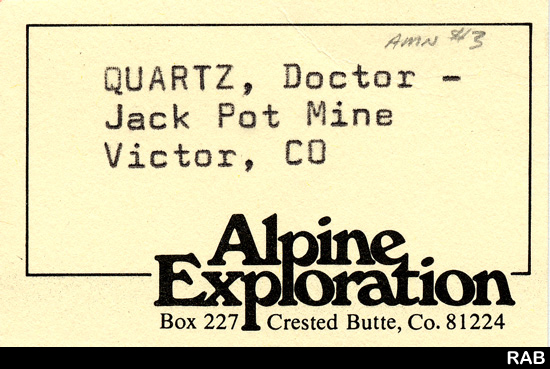 AMN #3
QUARTZ, Doctor -
Jack Pot Mine
Victor, CO
Alpine
Exploration
Box 227 Crested Butte, Co. 81224
RAB